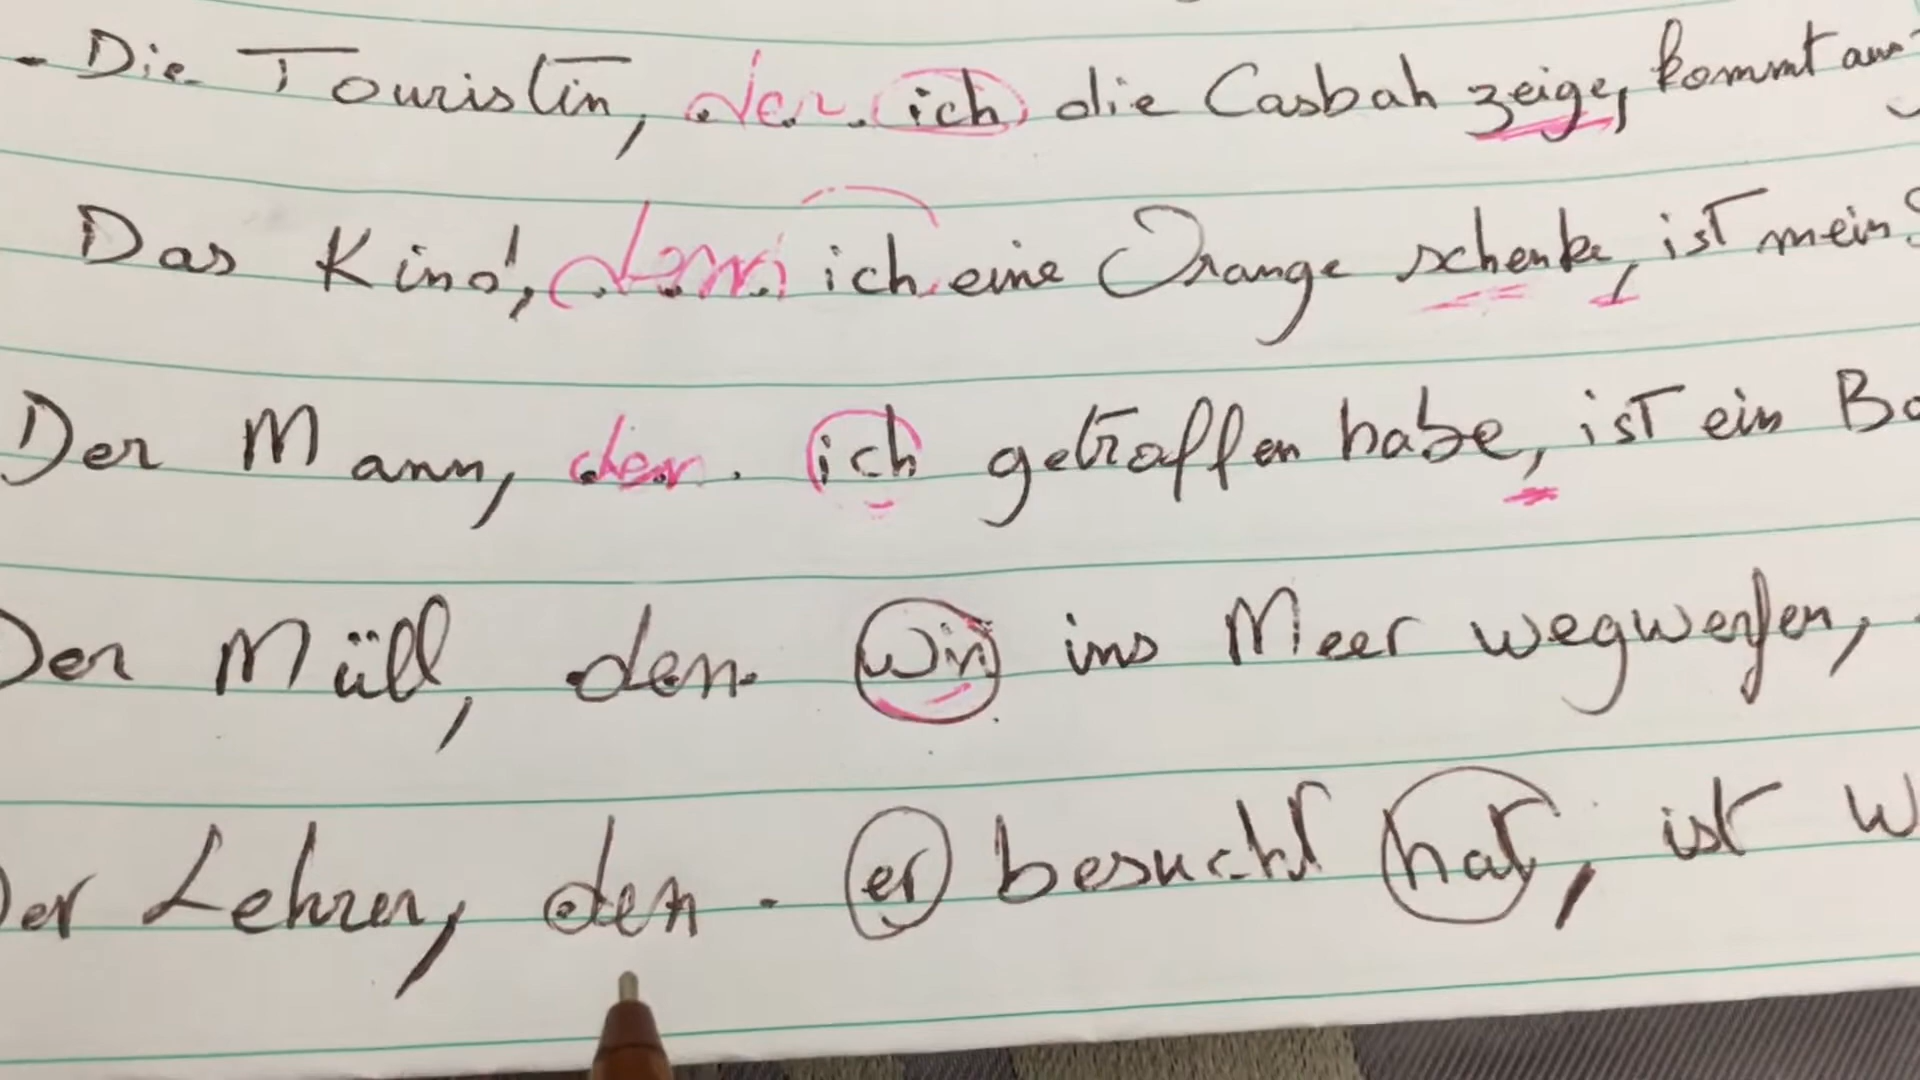 - Die Touristin, der ich die Casbah zeige, kommt aus
Das Kind, dem ich eine Orange schenke, ist mein
Der Mann, den ich getroffen habe, ist ein Ba
Der Müll, den wir ins Meer wegwerfen,
Der Lehrer, den er besucht hat, ist w